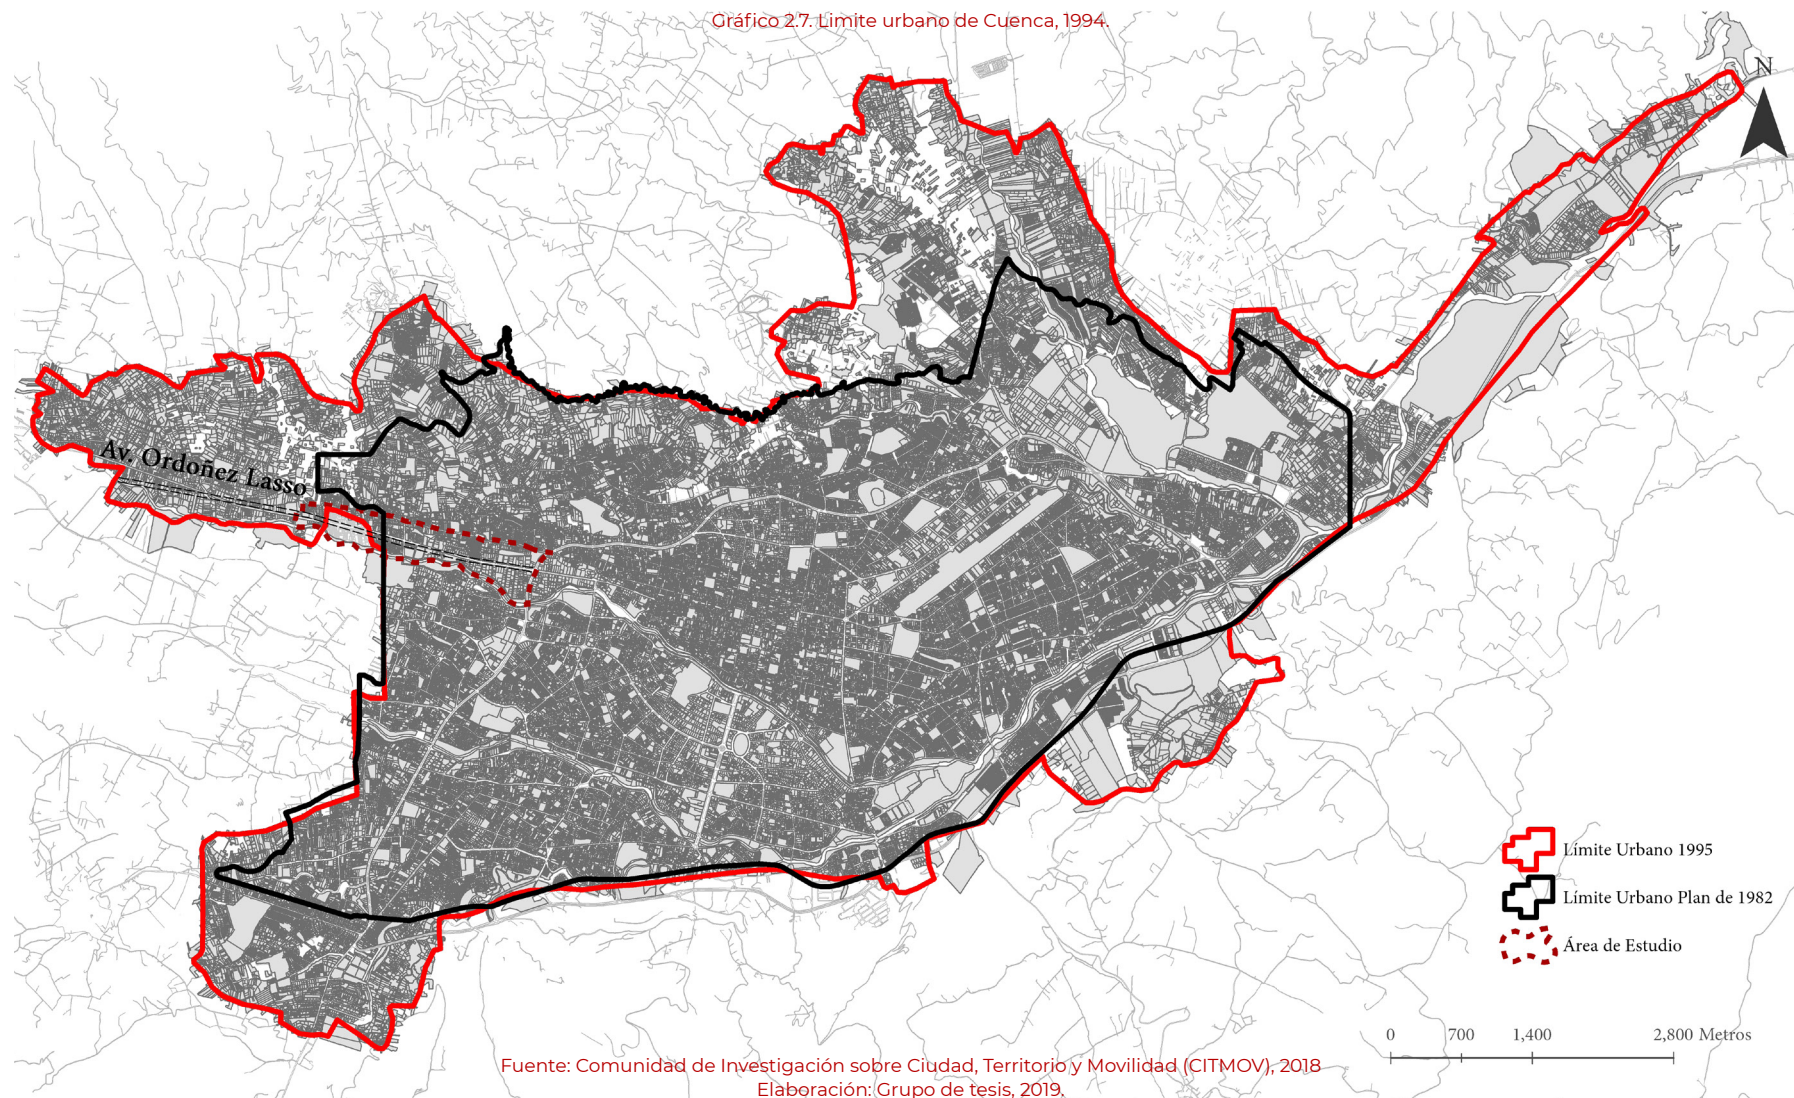 Gráfico 2.7. Limite urbano de Cuenca, 1994.
N
Av. Ordoñez Lasso
Límite Urbano 1995
Límite Urbano Plan de 1982
Área de Estudio
0 700 1,400 2,800 Metros
Fuente: Comunidad de Investigación sobre Ciudad, Territorio y Movilidad (CITMOV), 2018
Elaboración: Grupo de tesis, 2019.